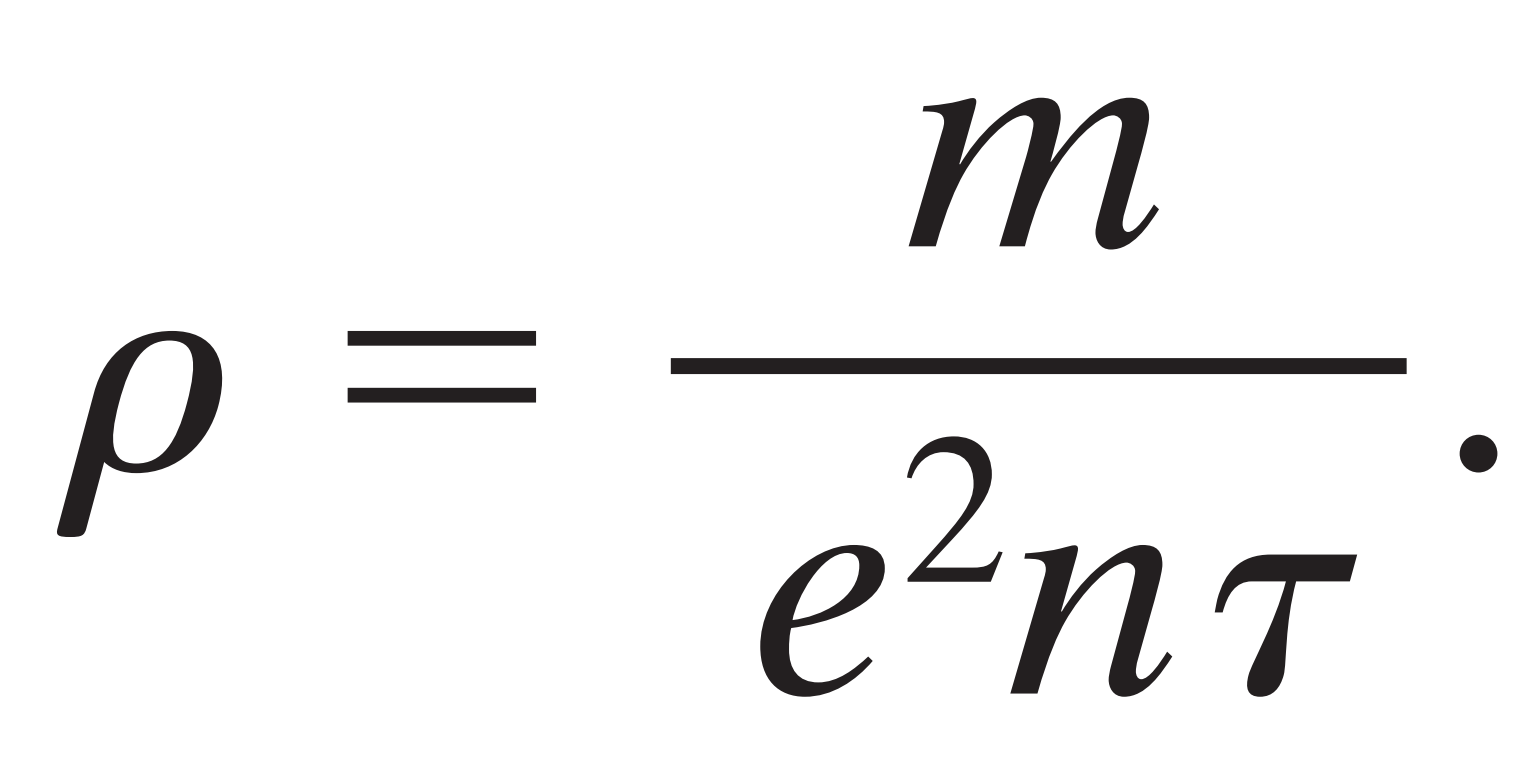 ρ = m / e²nτ.